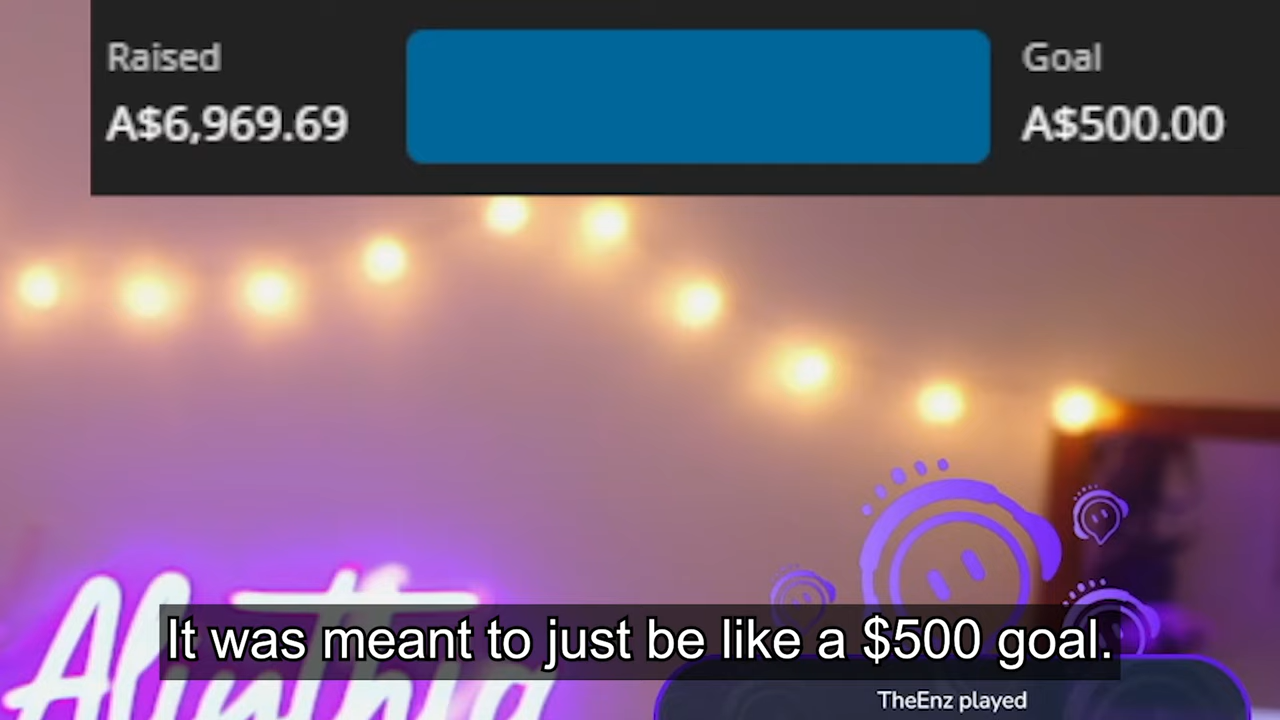 Raised
Goal
A$6,969.69
A$500.00
It was meant to just be like a $500 goal.
TheEnz played